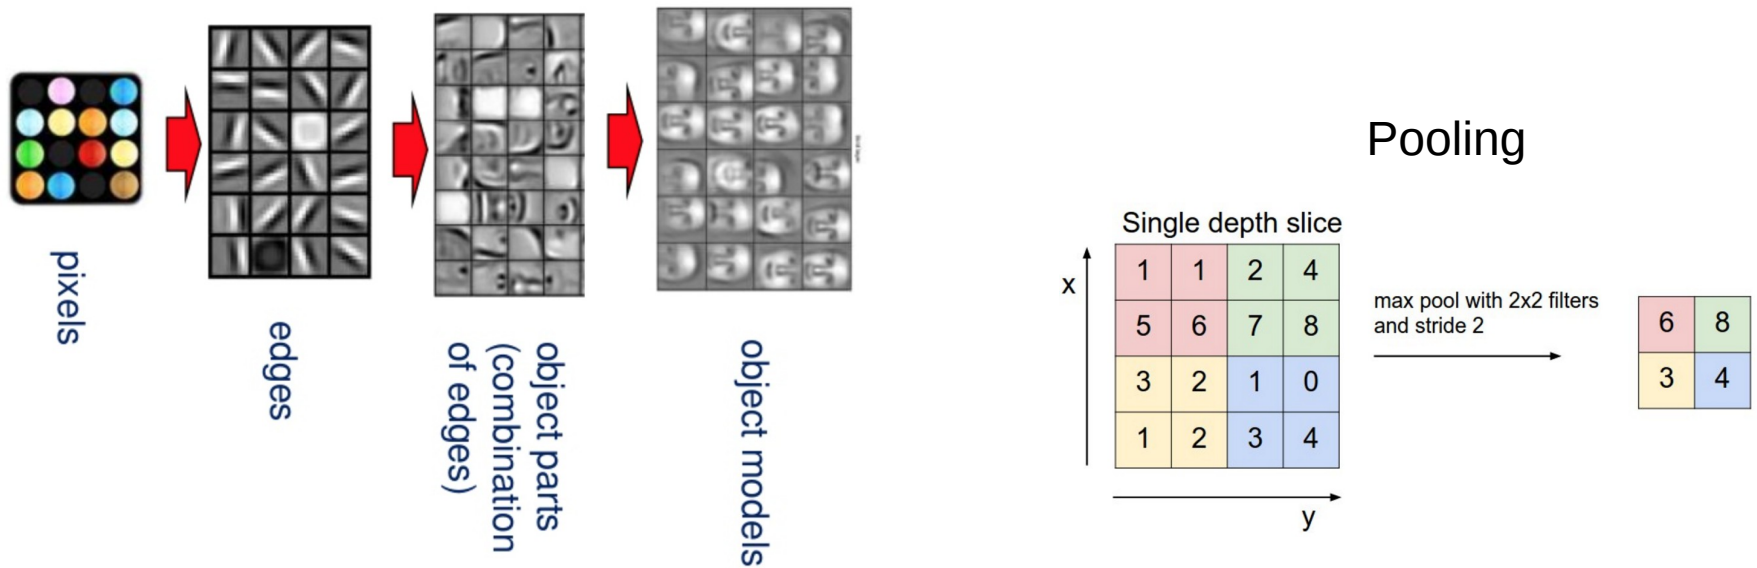 pixels
edges
object parts
(combination
of edges)
object models
Pooling
Single depth slice
x
1 1 2 4
5 6 7 8
3 2 1 0
1 2 3 4
y
max pool with 2x2 filters
and stride 2
6 8
3 4